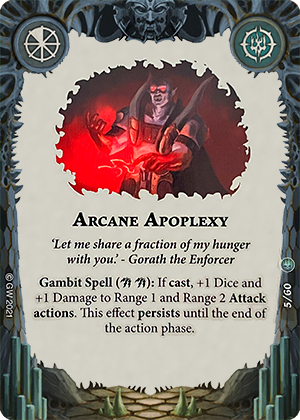 ARCANE APOPLEXY
‘Let me share a fraction of my hunger
with you.’ - Gorath the Enforcer
Gambit Spell ( ): If cast, +1 Dice and
+1 Damage to Range 1 and Range 2 Attack
actions. This effect persists until the end
of the action phase.
© GW 2021
5/60